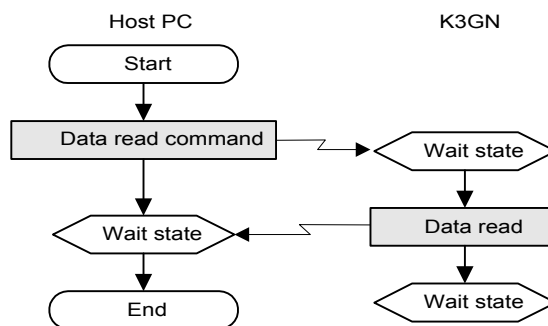 Host PC
K3GN
Start
Data read command
Wait state
Wait state
Data read
End
Wait state